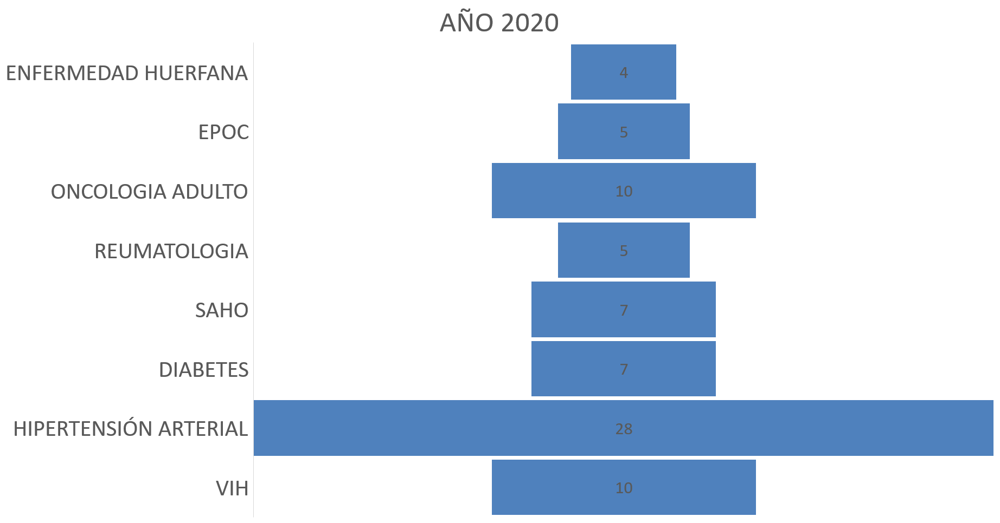 AÑO 2020
ENFERMEDAD HUERFANA 4
EPOC 5
ONCOLOGIA ADULTO 10
REUMATOLOGIA 5
SAHO 7
DIABETES 7
HIPERTENSIÓN ARTERIAL 28
VIH 10